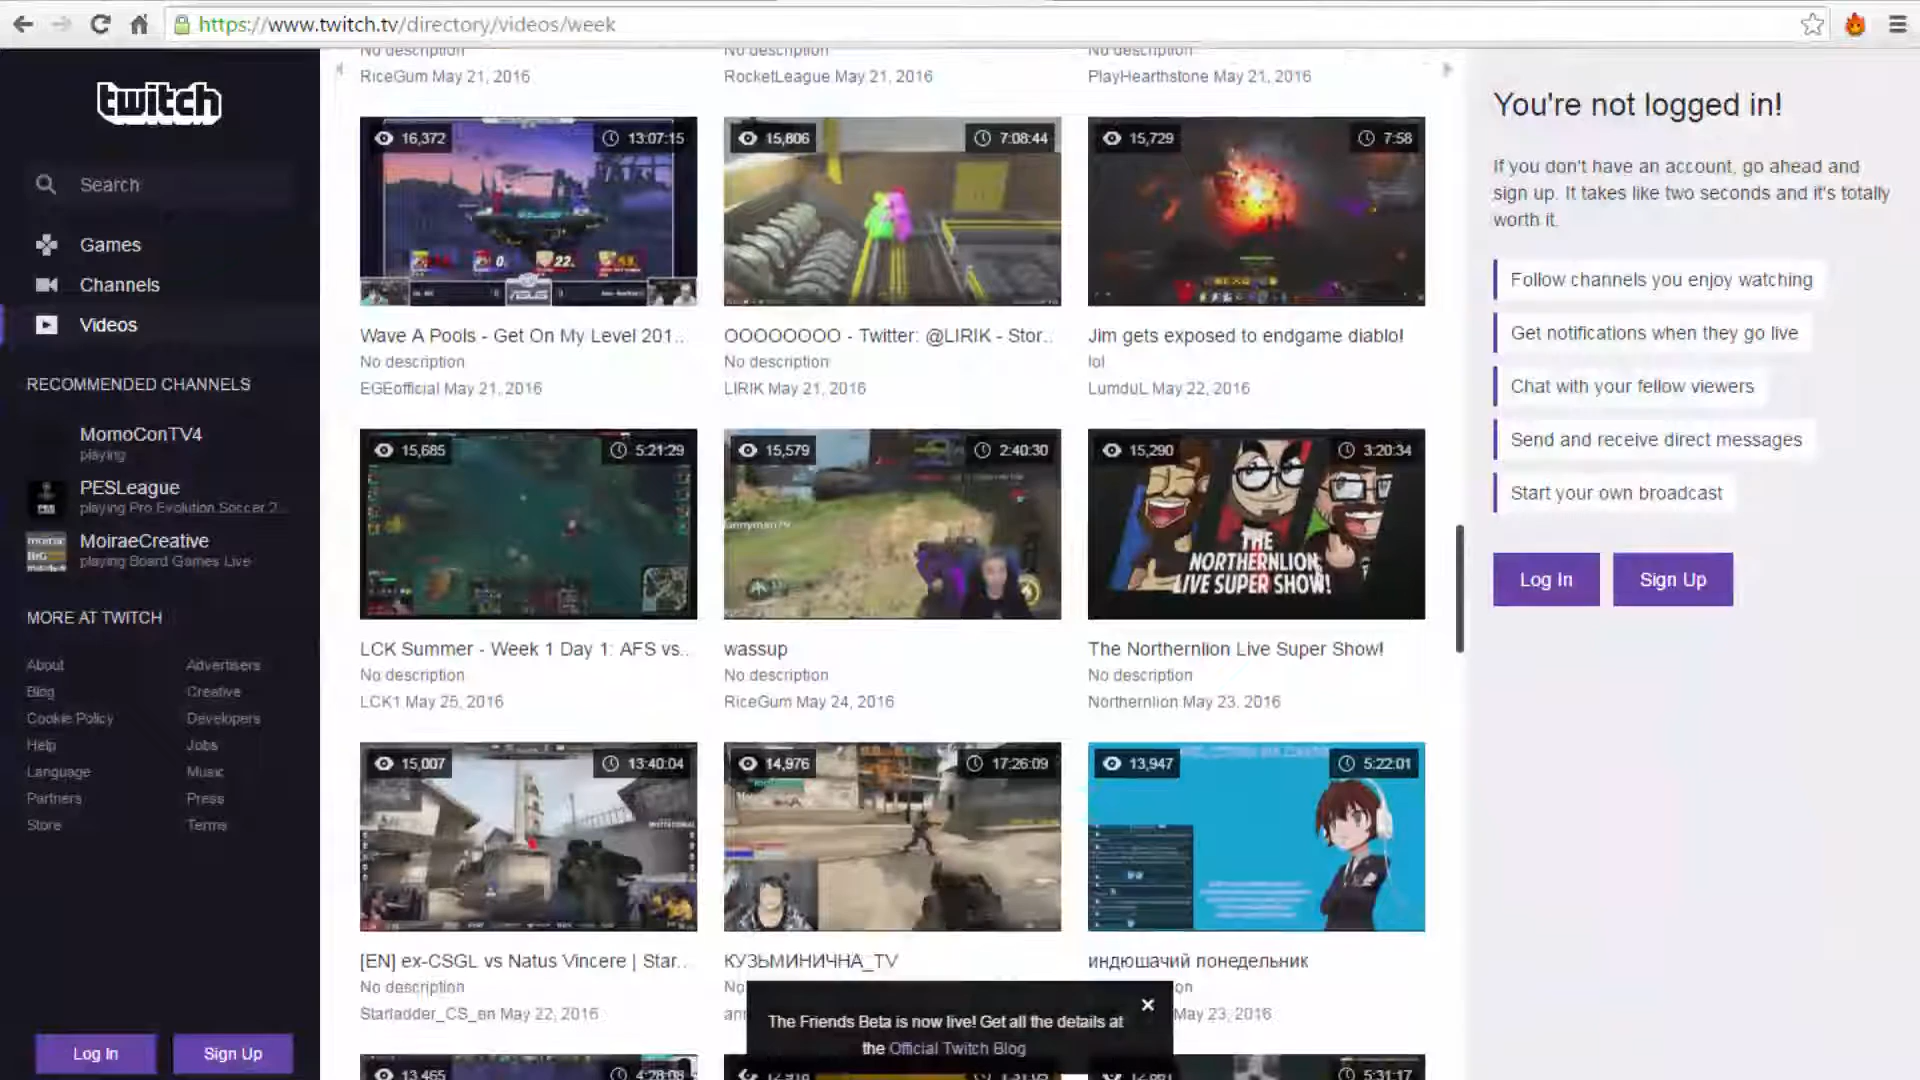 https://www.twitch.tv/directory/videos/week
twitch
Search
Games
Channels
Videos
RECOMMENDED CHANNELS
MomoConTV4
playing
PESLeague
playing Pro Evolution Soccer 2...
MoiraeCreative
playing Board Games Live
MORE AT TWITCH
About
Advertisers
Blog
Creative
Cookie Policy
Developers
Help
Jobs
Language
Music
Partners
Press
Store
Terms
Log In
Sign Up
No description
No description
No description
RiceGum May 21, 2016
RocketLeague May 21, 2016
PlayHearthstone May 21, 2016
16,372
13:07:15
15,806
7:08:44
15,729
7:58
Wave A Pools - Get On My Level 201...
OOOOOOOO - Twitter: @LIRIK - Stor...
Jim gets exposed to endgame diablo!
No description
No description
lol
EGEofficial May 21, 2016
LIRIK May 21, 2016
LumduL May 22, 2016
15,685
5:21:29
15,579
2:40:30
15,290
3:20:34
THE
NORTHERNLION
LIVE SUPER SHOW!
LCK Summer - Week 1 Day 1: AFS vs...
wassup
The Northernlion Live Super Show!
No description
No description
No description
LCK1 May 25, 2016
RiceGum May 24, 2016
Northernlion May 23, 2016
15,007
13:40:04
14,976
17:26:09
13,947
5:22:01
[EN] ex-CSGL vs Natus Vincere | Star...
КУЗЬМИНИЧНА_TV
индюшачий понедельник
No description
Starladder_CS_en May 22, 2016
May 23, 2016
The Friends Beta is now live! Get all the details at
the Official Twitch Blog
13,465
4:28:08
5:31:17
You're not logged in!
If you don't have an account, go ahead and
sign up. It takes like two seconds and it's totally
worth it.
Follow channels you enjoy watching
Get notifications when they go live
Chat with your fellow viewers
Send and receive direct messages
Start your own broadcast
Log In
Sign Up